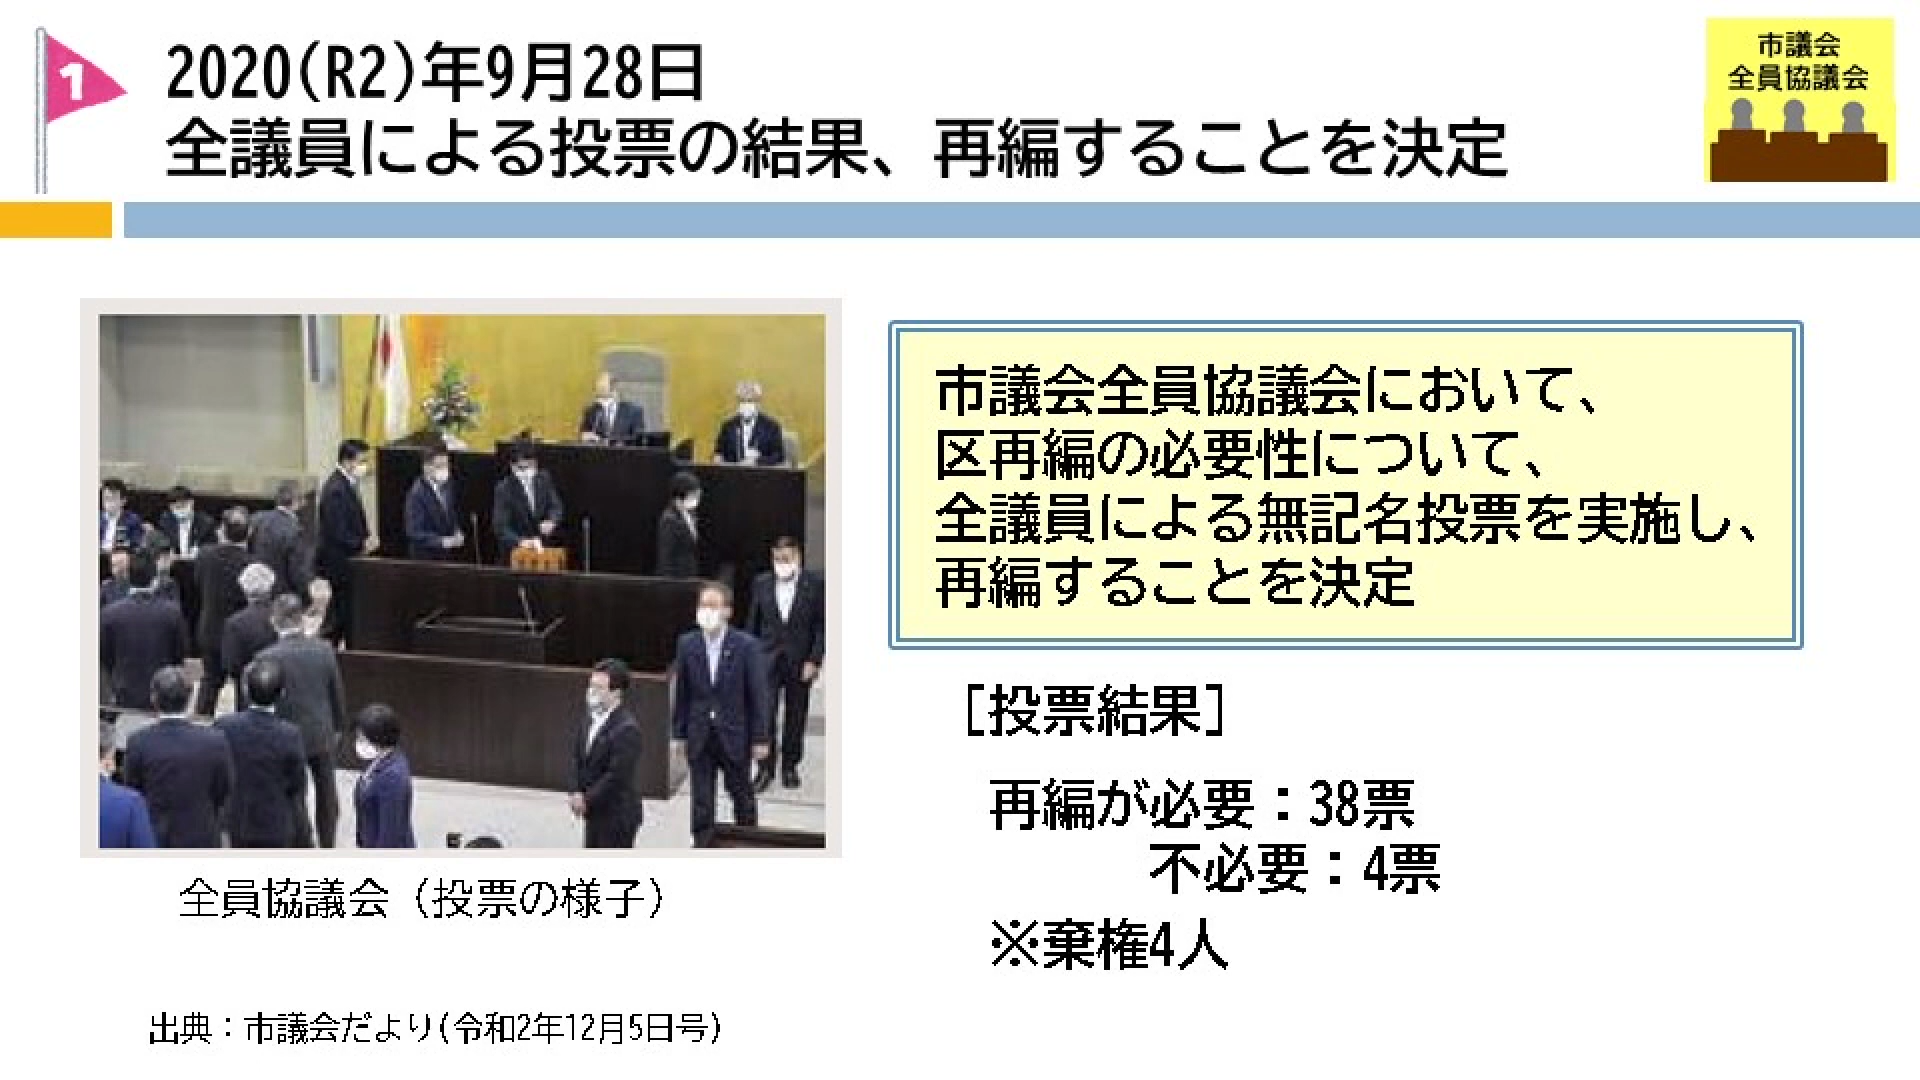 1
2020(R2)年9月28日
全議員による投票の結果、再編することを決定
市議会
全員協議会
市議会全員協議会において、
区再編の必要性について、
全議員による無記名投票を実施し、
再編することを決定
［投票結果］
再編が必要：38票
不必要：4票
※棄権4人
全員協議会（投票の様子）
出典：市議会だより(令和2年12月5日号)